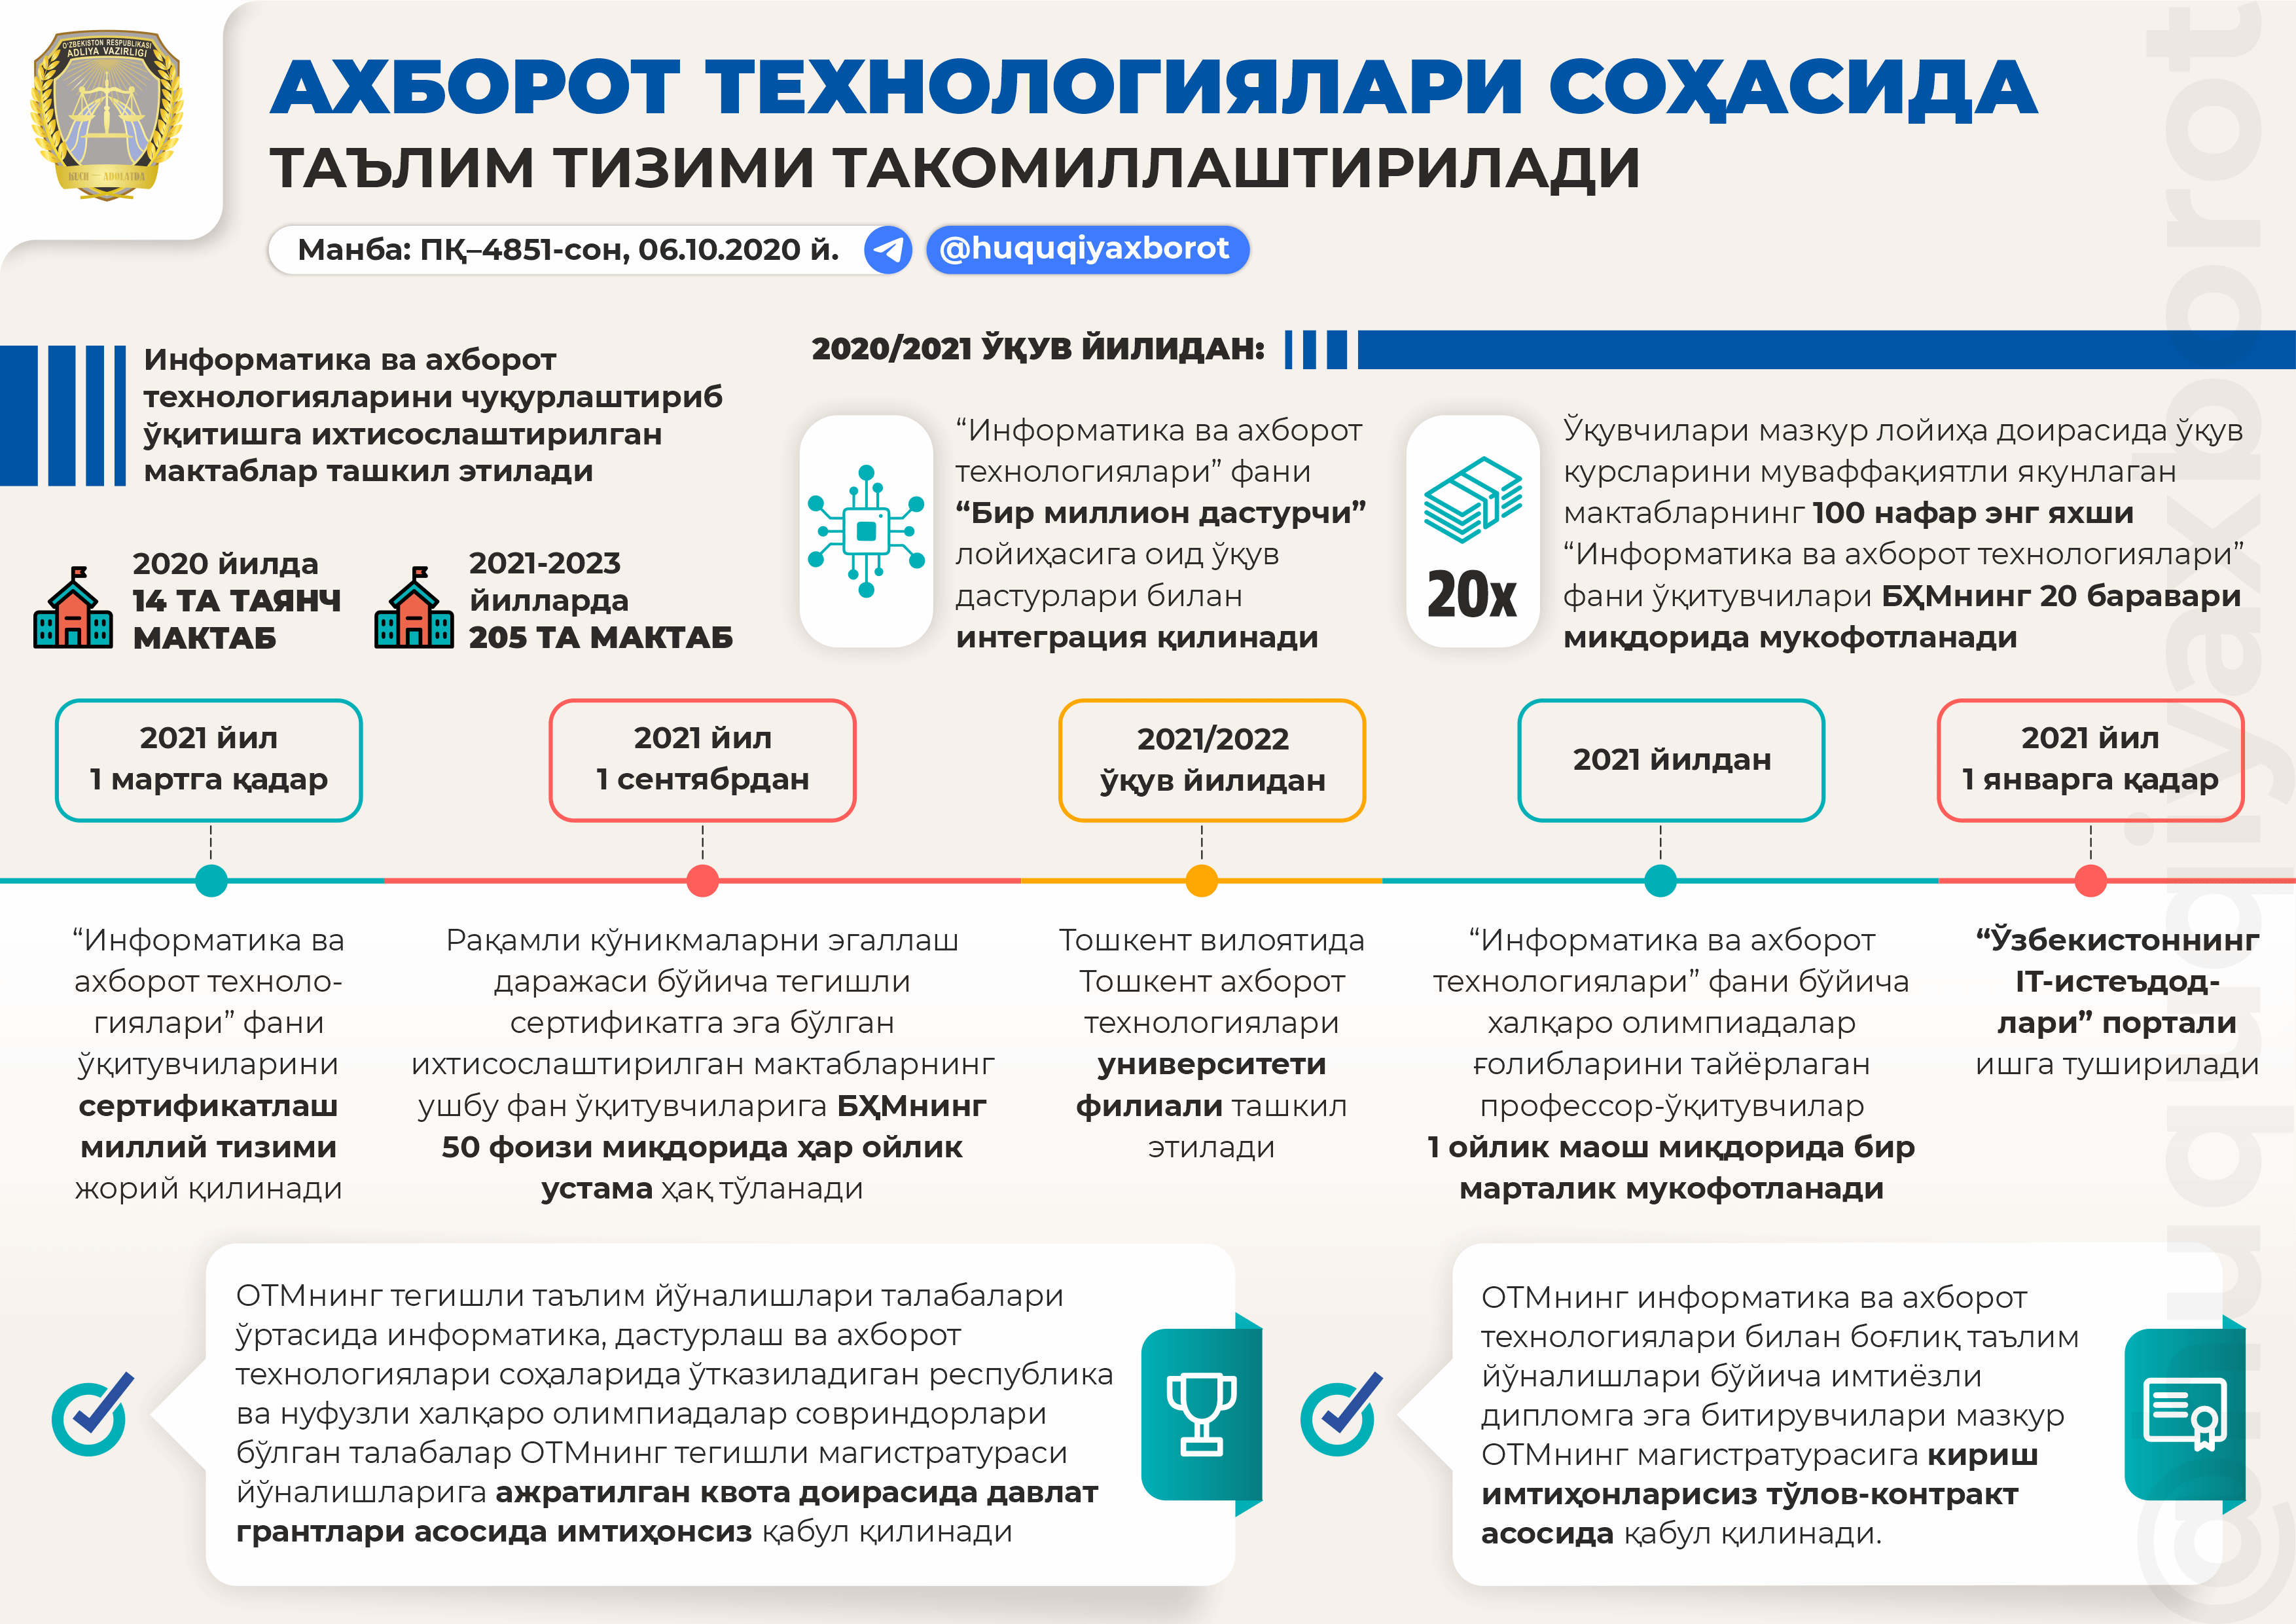 O'ZBEKISTON RESPUBLIKASI
ADLIYA VAZIRLIGI
KUCH — ADOLATDA
АХБОРОТ ТЕХНОЛОГИЯЛАРИ СОҲАСИДА
ТАЪЛИМ ТИЗИМИ ТАКОМИЛЛАШТИРИЛАДИ
Манба: ПҚ–4851-сон, 06.10.2020 й.
@huquqiyaxborot
Информатика ва ахборот
технологияларини чуқурлаштириб
ўқитишга ихтисослаштирилган
мактаблар ташкил этилади
2020 йилда
14 ТА ТАЯНЧ
МАКТАБ
2021-2023
йилларда
205 ТА МАКТАБ
2020/2021 ЎҚУВ ЙИЛИДАН:
“Информатика ва ахборот
технологиялари” фани
“Бир миллион дастурчи”
лойиҳасига оид ўқув
дастурлари билан
интеграция қилинади
20x
Ўқувчилари мазкур лойиҳа доирасида ўқув
курсларини муваффақиятли якунлаган
мактабларнинг 100 нафар энг яхши
“Информатика ва ахборот технологиялари”
фани ўқитувчилари БҲМнинг 20 баравари
миқдорида мукофотланади
2021 йил
1 мартга қадар
“Информатика ва
ахборот техноло-
гиялари” фани
ўқитувчиларини
сертификатлаш
миллий тизими
жорий қилинади
2021 йил
1 сентябрдан
Рақамли кўникмаларни эгаллаш
даражаси бўйича тегишли
сертификатга эга бўлган
ихтисослаштирилган мактабларнинг
ушбу фан ўқитувчиларига БҲМнинг
50 фоизи миқдорида ҳар ойлик
устама ҳақ тўланади
2021/2022
ўқув йилидан
Тошкент вилоятида
Тошкент ахборот
технологиялари
университети
филиали ташкил
этилади
2021 йилдан
“Информатика ва ахборот
технологиялари” фани бўйича
халқаро олимпиадалар
ғолибларини тайёрлаган
профессор-ўқитувчилар
1 ойлик маош миқдорида бир
марталик мукофотланади
2021 йил
1 январга қадар
“Ўзбекистоннинг
IT-истеъдод-
лари” портали
ишга туширилади
ОТМнинг тегишли таълим йўналишлари талабалари
ўртасида информатика, дастурлаш ва ахборот
технологиялари соҳаларида ўтказиладиган республика
ва нуфузли халқаро олимпиадалар совриндорлари
бўлган талабалар ОТМнинг тегишли магистратураси
йўналишларига ажратилган квота доирасида давлат
грантлари асосида имтиҳонсиз қабул қилинади
ОТМнинг информатика ва ахборот
технологиялари билан боғлиқ таълим
йўналишлари бўйича имтиёзли
дипломга эга битирувчилари мазкур
ОТМнинг магистратурасига кириш
имтиҳонларисиз тўлов-контракт
асосида қабул қилинади.
@huquqiyaxborot